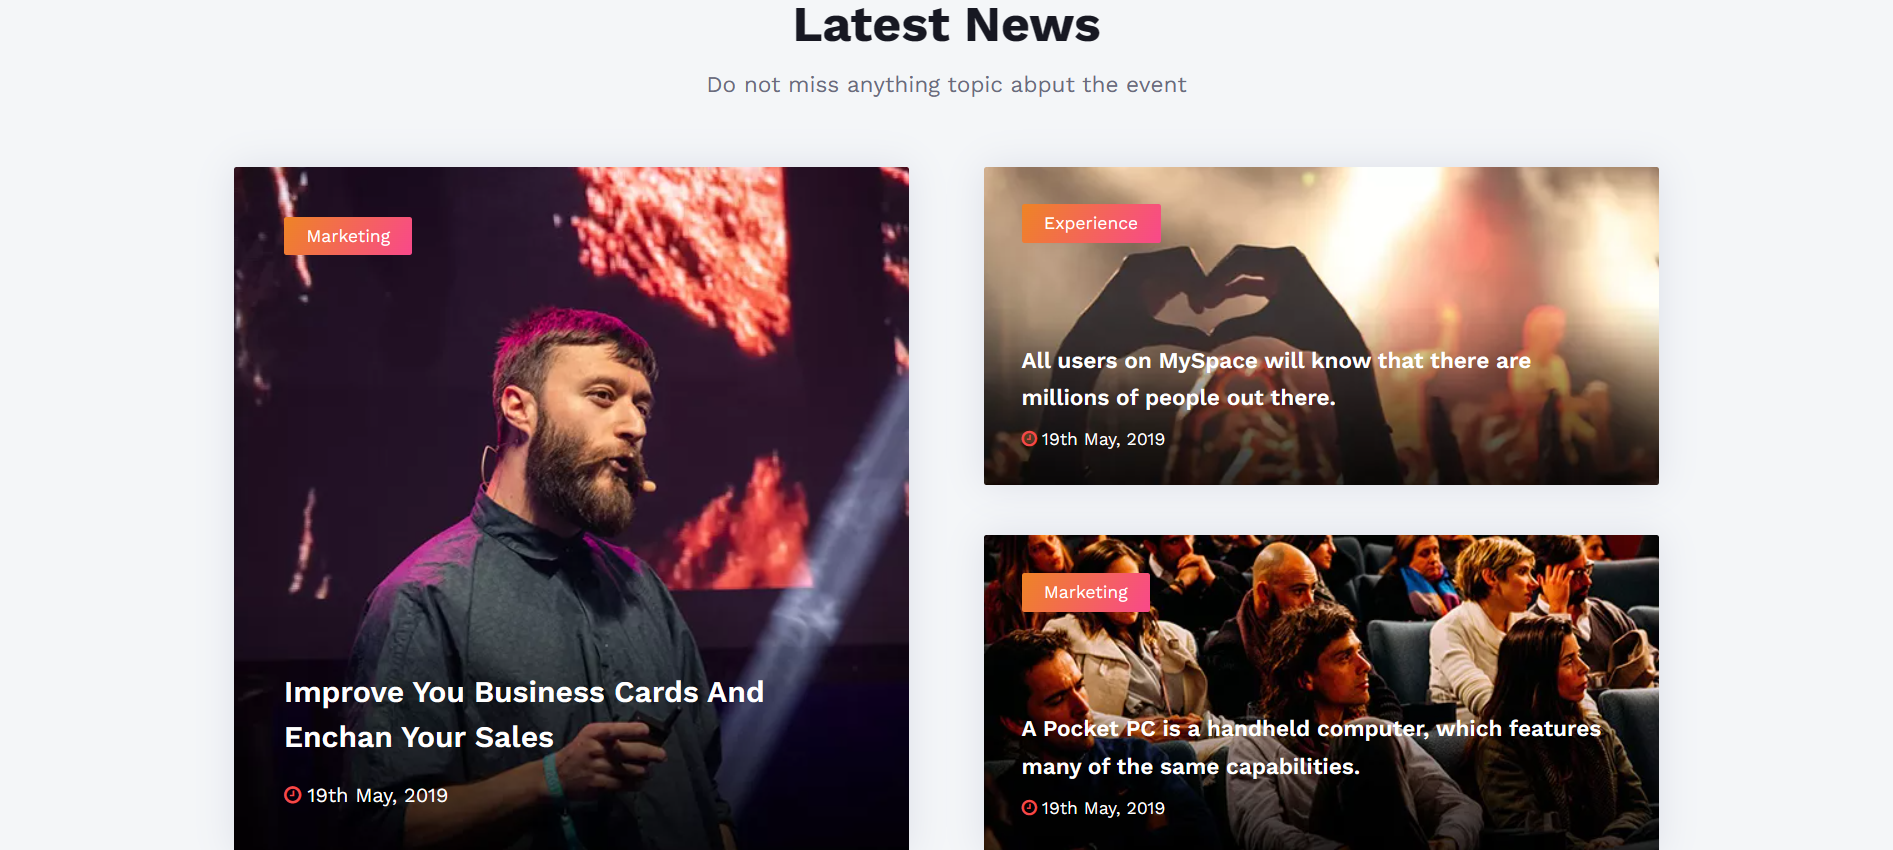 Latest News
Do not miss anything topic abput the event
Marketing
Improve You Business Cards And
Enchan Your Sales
19th May, 2019
Experience
All users on MySpace will know that there are
millions of people out there.
19th May, 2019
Marketing
A Pocket PC is a handheld computer, which features
many of the same capabilities.
19th May, 2019